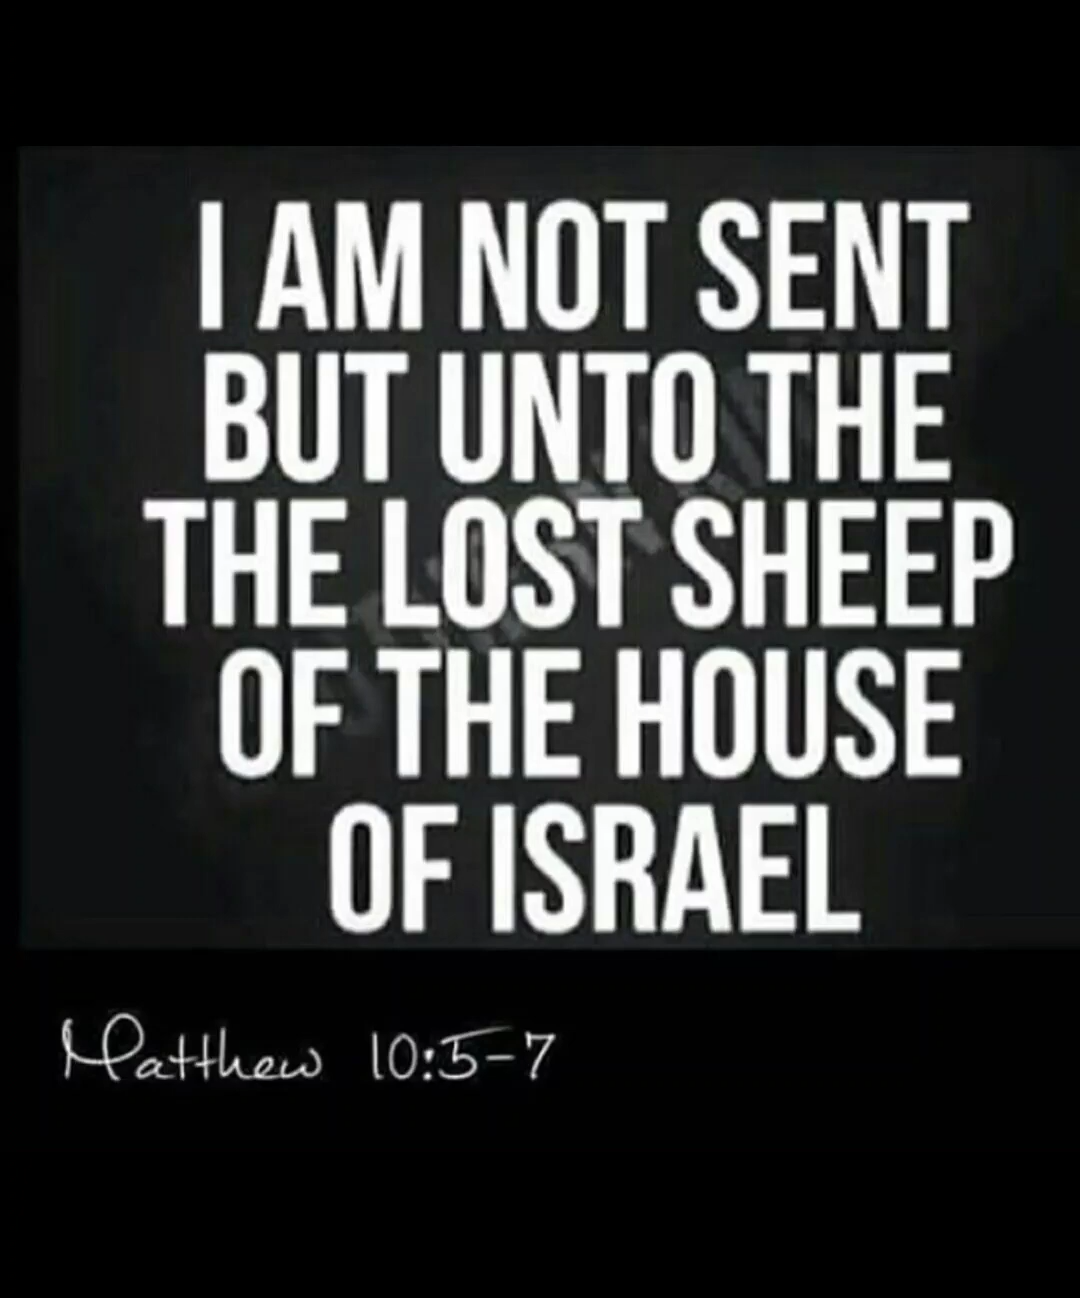 I AM NOT SENT
BUT UNTO THE
THE LOST SHEEP
OF THE HOUSE
OF ISRAEL
Matthew 10:5-7